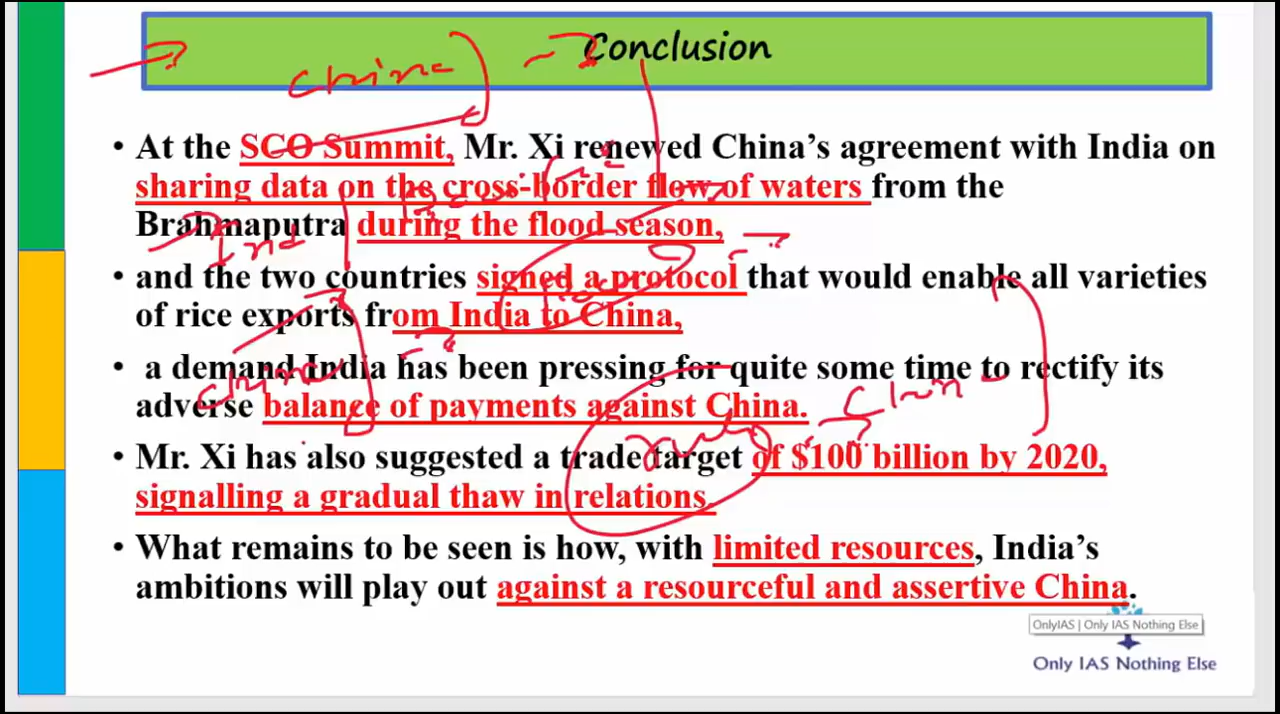 Conclusion
China
• At the SCO Summit, Mr. Xi renewed China's agreement with India on
sharing data on the cross-border flow of waters from the
Brahmaputra during the flood season,
Ind
• and the two countries signed a protocol that would enable all varieties
of rice exports from India to China,
• a demand India has been pressing for quite some time to rectify its
China
adverse balance of payments against China.
• Mr. Xi has also suggested a trade target of $100 billion by 2020,
signalling a gradual thaw in relations.
• What remains to be seen is how, with limited resources, India's
ambitions will play out against a resourceful and assertive China.
OnlyIAS | Only IAS Nothing Else
Only IAS Nothing Else